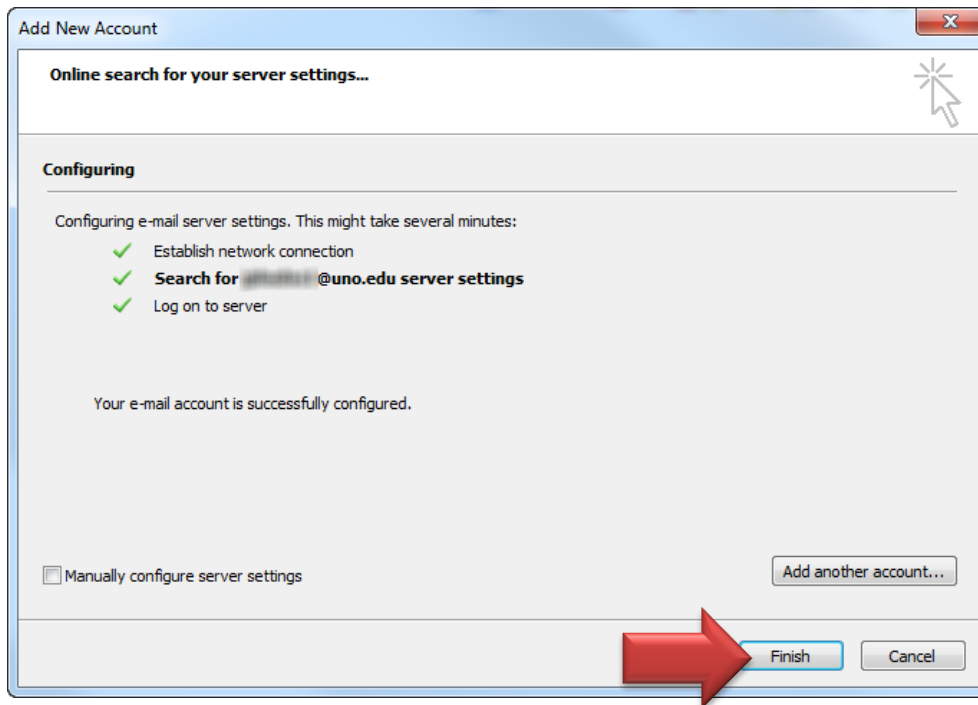 Add New Account
Online search for your server settings...
Configuring
Configuring e-mail server settings. This might take several minutes:
Establish network connection
Search for @uno.edu server settings
Log on to server
Your e-mail account is successfully configured.
Manually configure server settings
Add another account...
Finish
Cancel